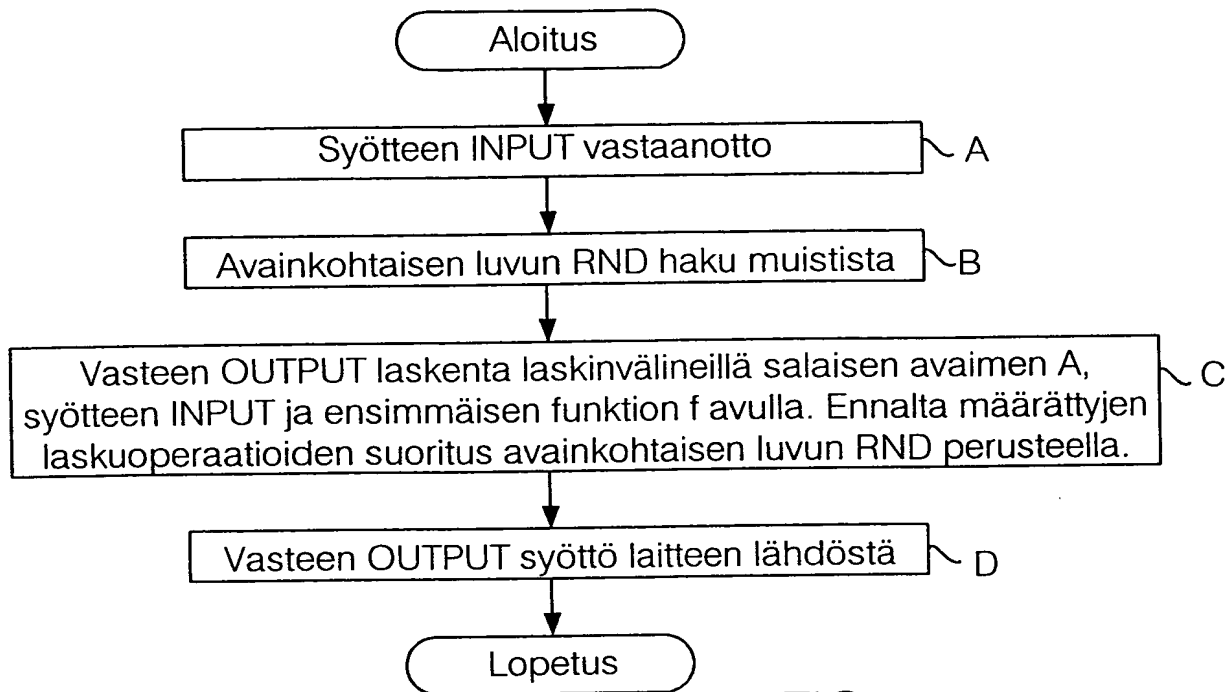 Aloitus
Syötteen INPUT vastaanotto
A
Avainkohtaisen luvun RND haku muistista
B
Vasteen OUTPUT laskenta laskinvälineillä salaisen avaimen A,
syötteen INPUT ja ensimmäisen funktion f avulla. Ennalta määrättyjen
laskuoperaatioiden suoritus avainkohtaisen luvun RND perusteella.
C
Vasteen OUTPUT syöttö laitteen lähdöstä
D
Lopetus